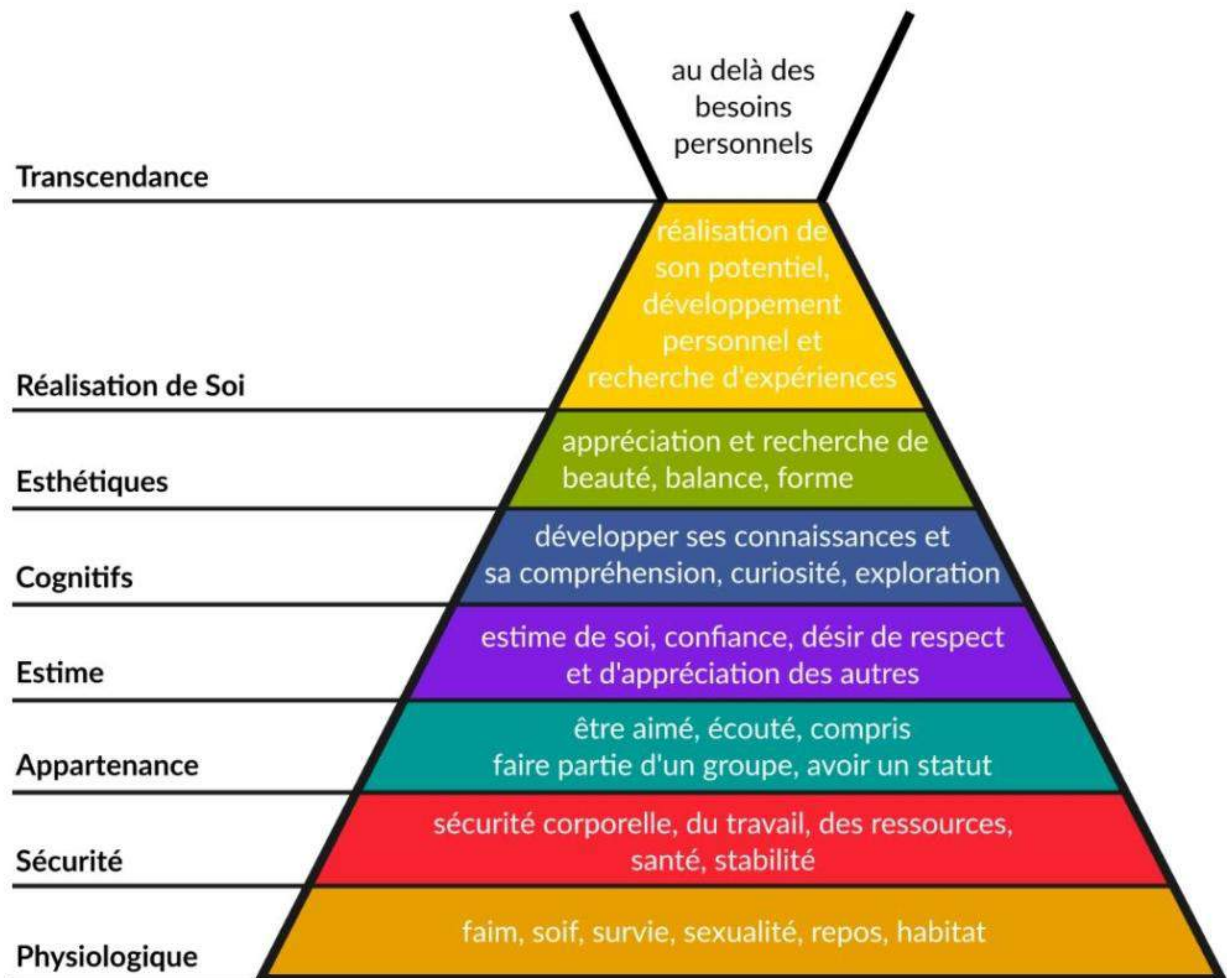 au delà des
besoins
personnels
Transcendance
réalisation de
son potentiel,
développement
personnel et
recherche d'expériences
Réalisation de Soi
appréciation et recherche de
beauté, balance, forme
Esthétiques
développer ses connaissances et
sa compréhension, curiosité, exploration
Cognitifs
estime de soi, confiance, désir de respect
et d'appréciation des autres
Estime
être aimé, écouté, compris
faire partie d'un groupe, avoir un statut
Appartenance
sécurité corporelle, du travail, des ressources,
santé, stabilité
Sécurité
faim, soif, survie, sexualité, repos, habitat
Physiologique